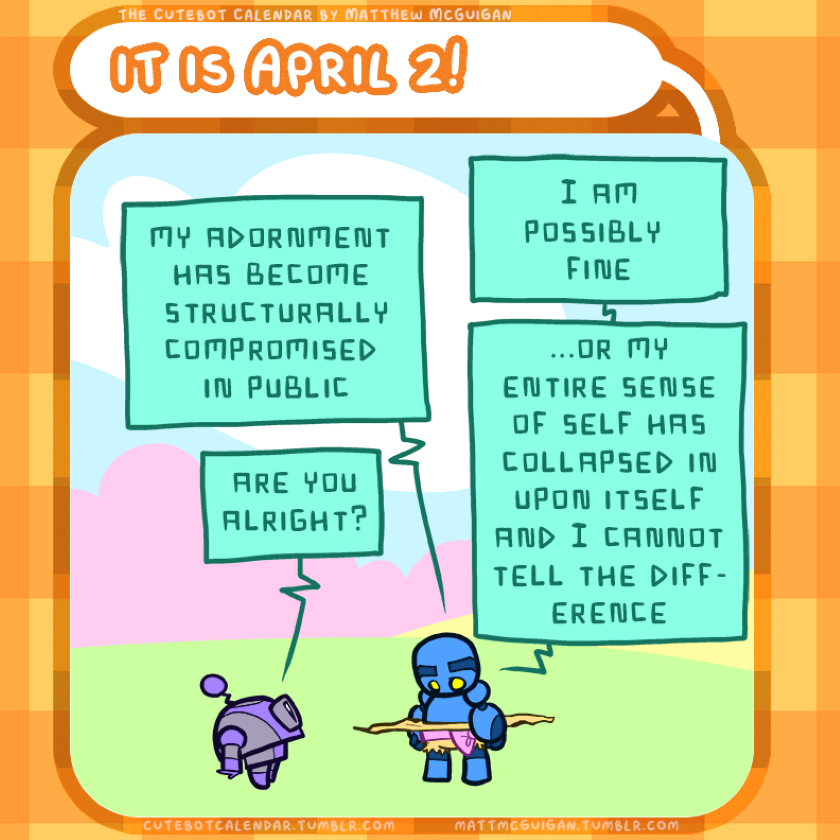 THE CUTEBOT CALENDAR BY MATTHEW MCGUIGAN
IT IS APRIL 2!
MY ADORNMENT
HAS BECOME
STRUCTURALLY
COMPROMISED
IN PUBLIC
ARE YOU
ALRIGHT?
I AM
POSSIBLY
FINE
...OR MY
ENTIRE SENSE
OF SELF HAS
COLLAPSED IN
UPON ITSELF
AND I CANNOT
TELL THE DIFF-
ERENCE
CUTEBOTCALENDAR.TUMBLR.COM
MATTMCGUIGAN.TUMBLR.COM